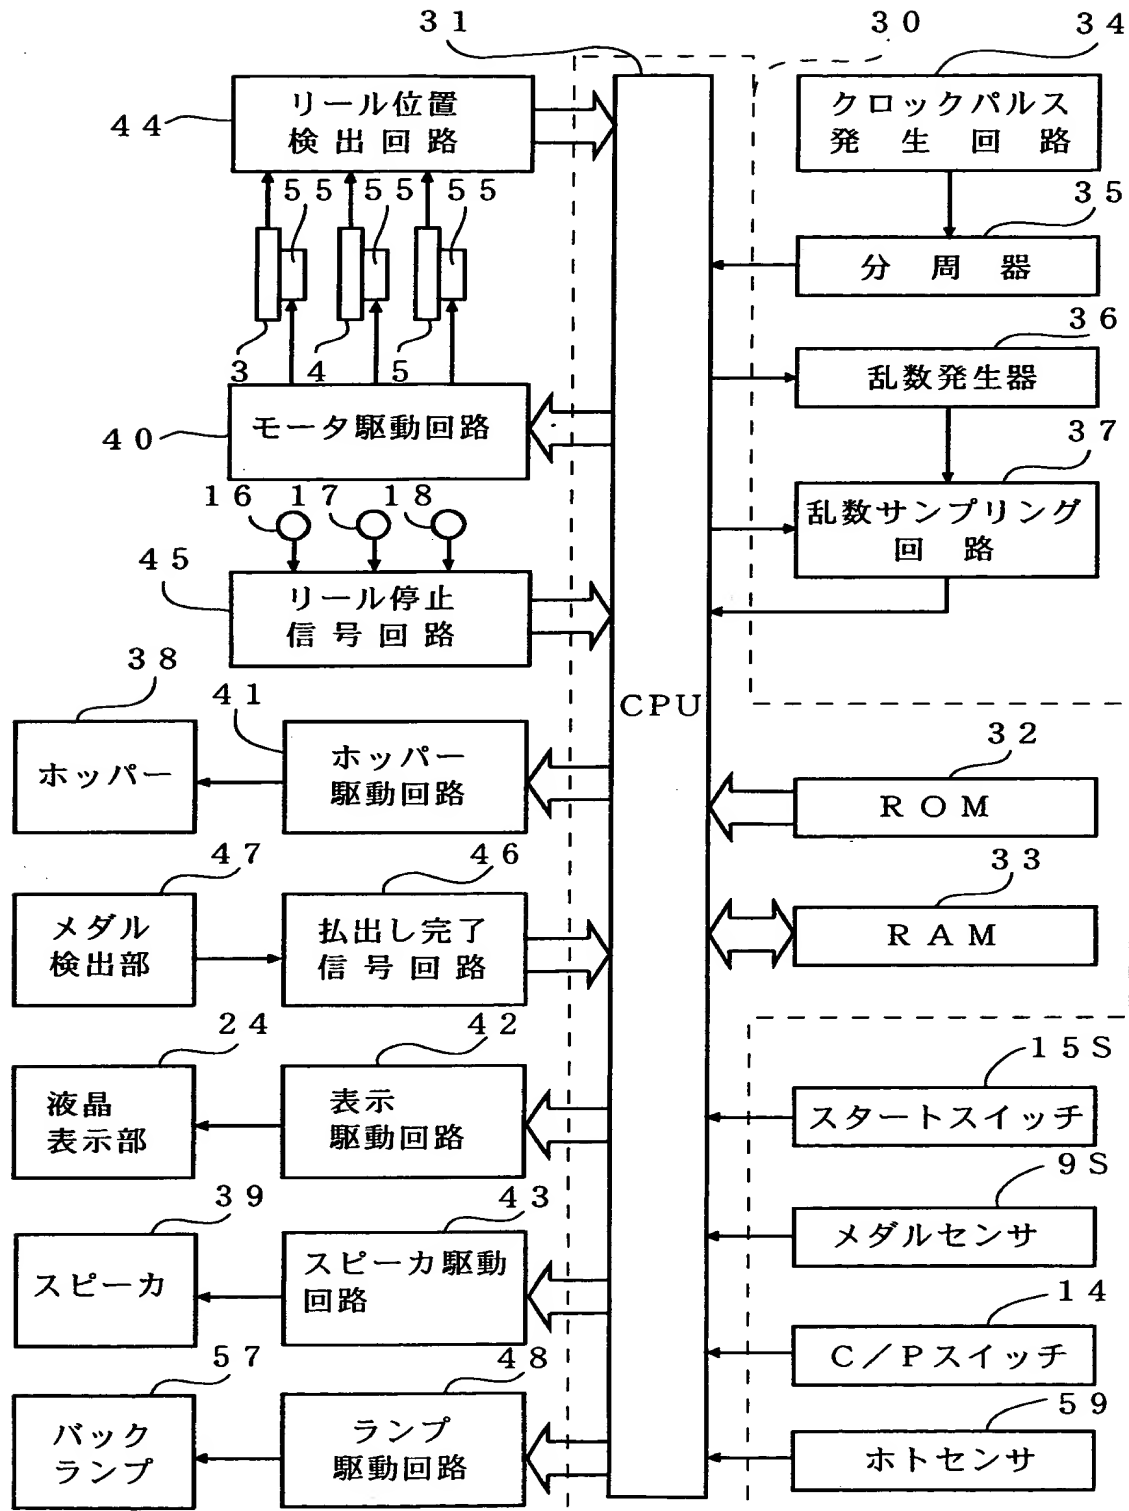 31
30
34
リール位置
検出回路
44
クロックパルス
発生回路
55
55
55
35
分周器
3
4
5
36
乱数発生器
モータ駆動回路
40
37
乱数サンプリング
回路
16
17
18
45
リール停止
信号回路
CPU
38
ホッパー
41
ホッパー
駆動回路
32
ROM
47
メダル
検出部
46
払出し完了
信号回路
33
RAM
24
液晶
表示部
42
表示
駆動回路
15S
スタートスイッチ
9S
メダルセンサ
39
スピーカ
43
スピーカ駆動
回路
14
C/Pスイッチ
57
バック
ランプ
48
ランプ
駆動回路
59
ホトセンサ